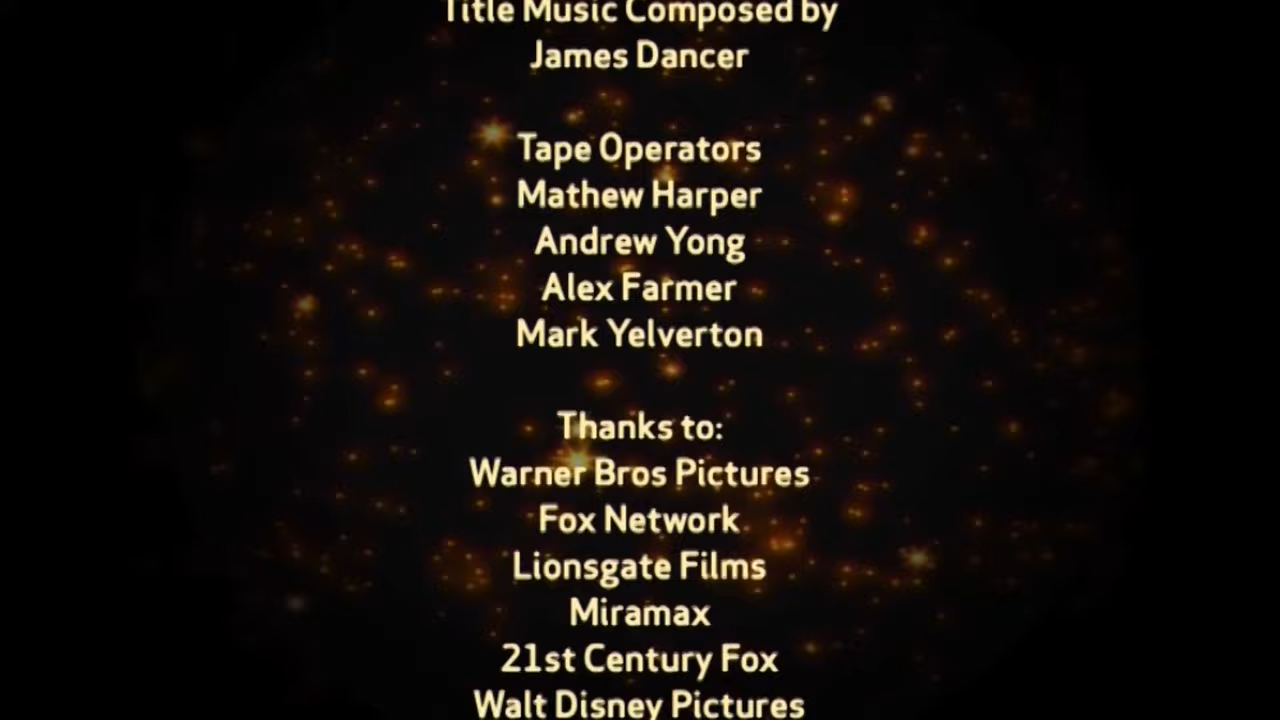 Title Music Composed by
James Dancer
Tape Operators
Mathew Harper
Andrew Yong
Alex Farmer
Mark Yelverton
Thanks to:
Warner Bros Pictures
Fox Network
Lionsgate Films
Miramax
21st Century Fox
Walt Disney Pictures